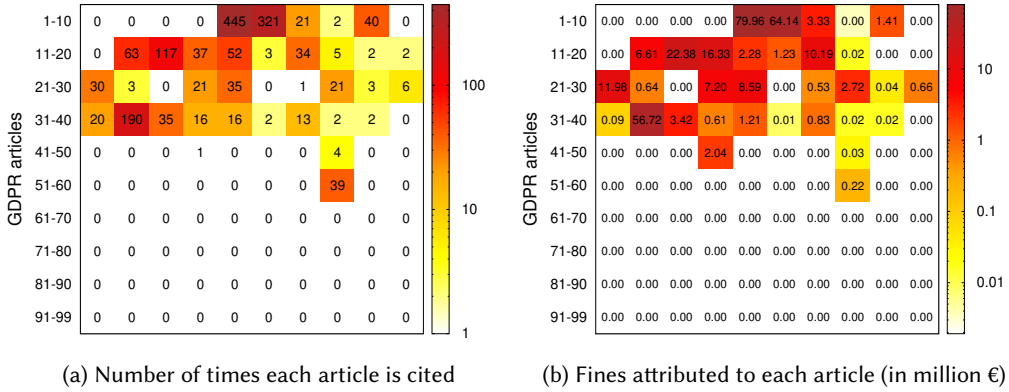 1-10 0 0 0 0 445 321 21 2 40 0
11-20 0 63 117 37 52 3 34 5 2 2
21-30 30 3 0 21 35 0 1 21 3 6
31-40 20 190 35 16 16 2 13 2 2 0
41-50 0 0 0 1 0 0 0 4 0 0
51-60 0 0 0 0 0 0 0 39 0 0
61-70 0 0 0 0 0 0 0 0 0 0
71-80 0 0 0 0 0 0 0 0 0 0
81-90 0 0 0 0 0 0 0 0 0 0
91-99 0 0 0 0 0 0 0 0 0
GDPR articles
100
10
1
(a) Number of times each article is cited
1-10 0.00 0.00 0.00 0.00 79.96 64.14 3.33 0.00 1.41 0.00
11-20 0.00 6.61 22.38 16.33 2.28 1.23 10.19 0.02 0.00 0.00
21-30 11.98 0.64 0.00 7.20 8.59 0.00 0.53 2.72 0.04 0.66
31-40 0.09 56.72 3.42 0.61 1.21 0.01 0.83 0.02 0.02 0.00
41-50 0.00 0.00 0.00 2.04 0.00 0.00 0.00 0.03 0.00 0.00
51-60 0.00 0.00 0.00 0.00 0.00 0.00 0.00 0.22 0.00 0.00
61-70 0.00 0.00 0.00 0.00 0.00 0.00 0.00 0.00 0.00 0.00
71-80 0.00 0.00 0.00 0.00 0.00 0.00 0.00 0.00 0.00 0.00
81-90 0.00 0.00 0.00 0.00 0.00 0.00 0.00 0.00 0.00 0.00
91-99 0.00 0.00 0.00 0.00 0.00 0.00 0.00 0.00 0.00
GDPR articles
10
1
0.1
0.01
(b) Fines attributed to each article (in million €)